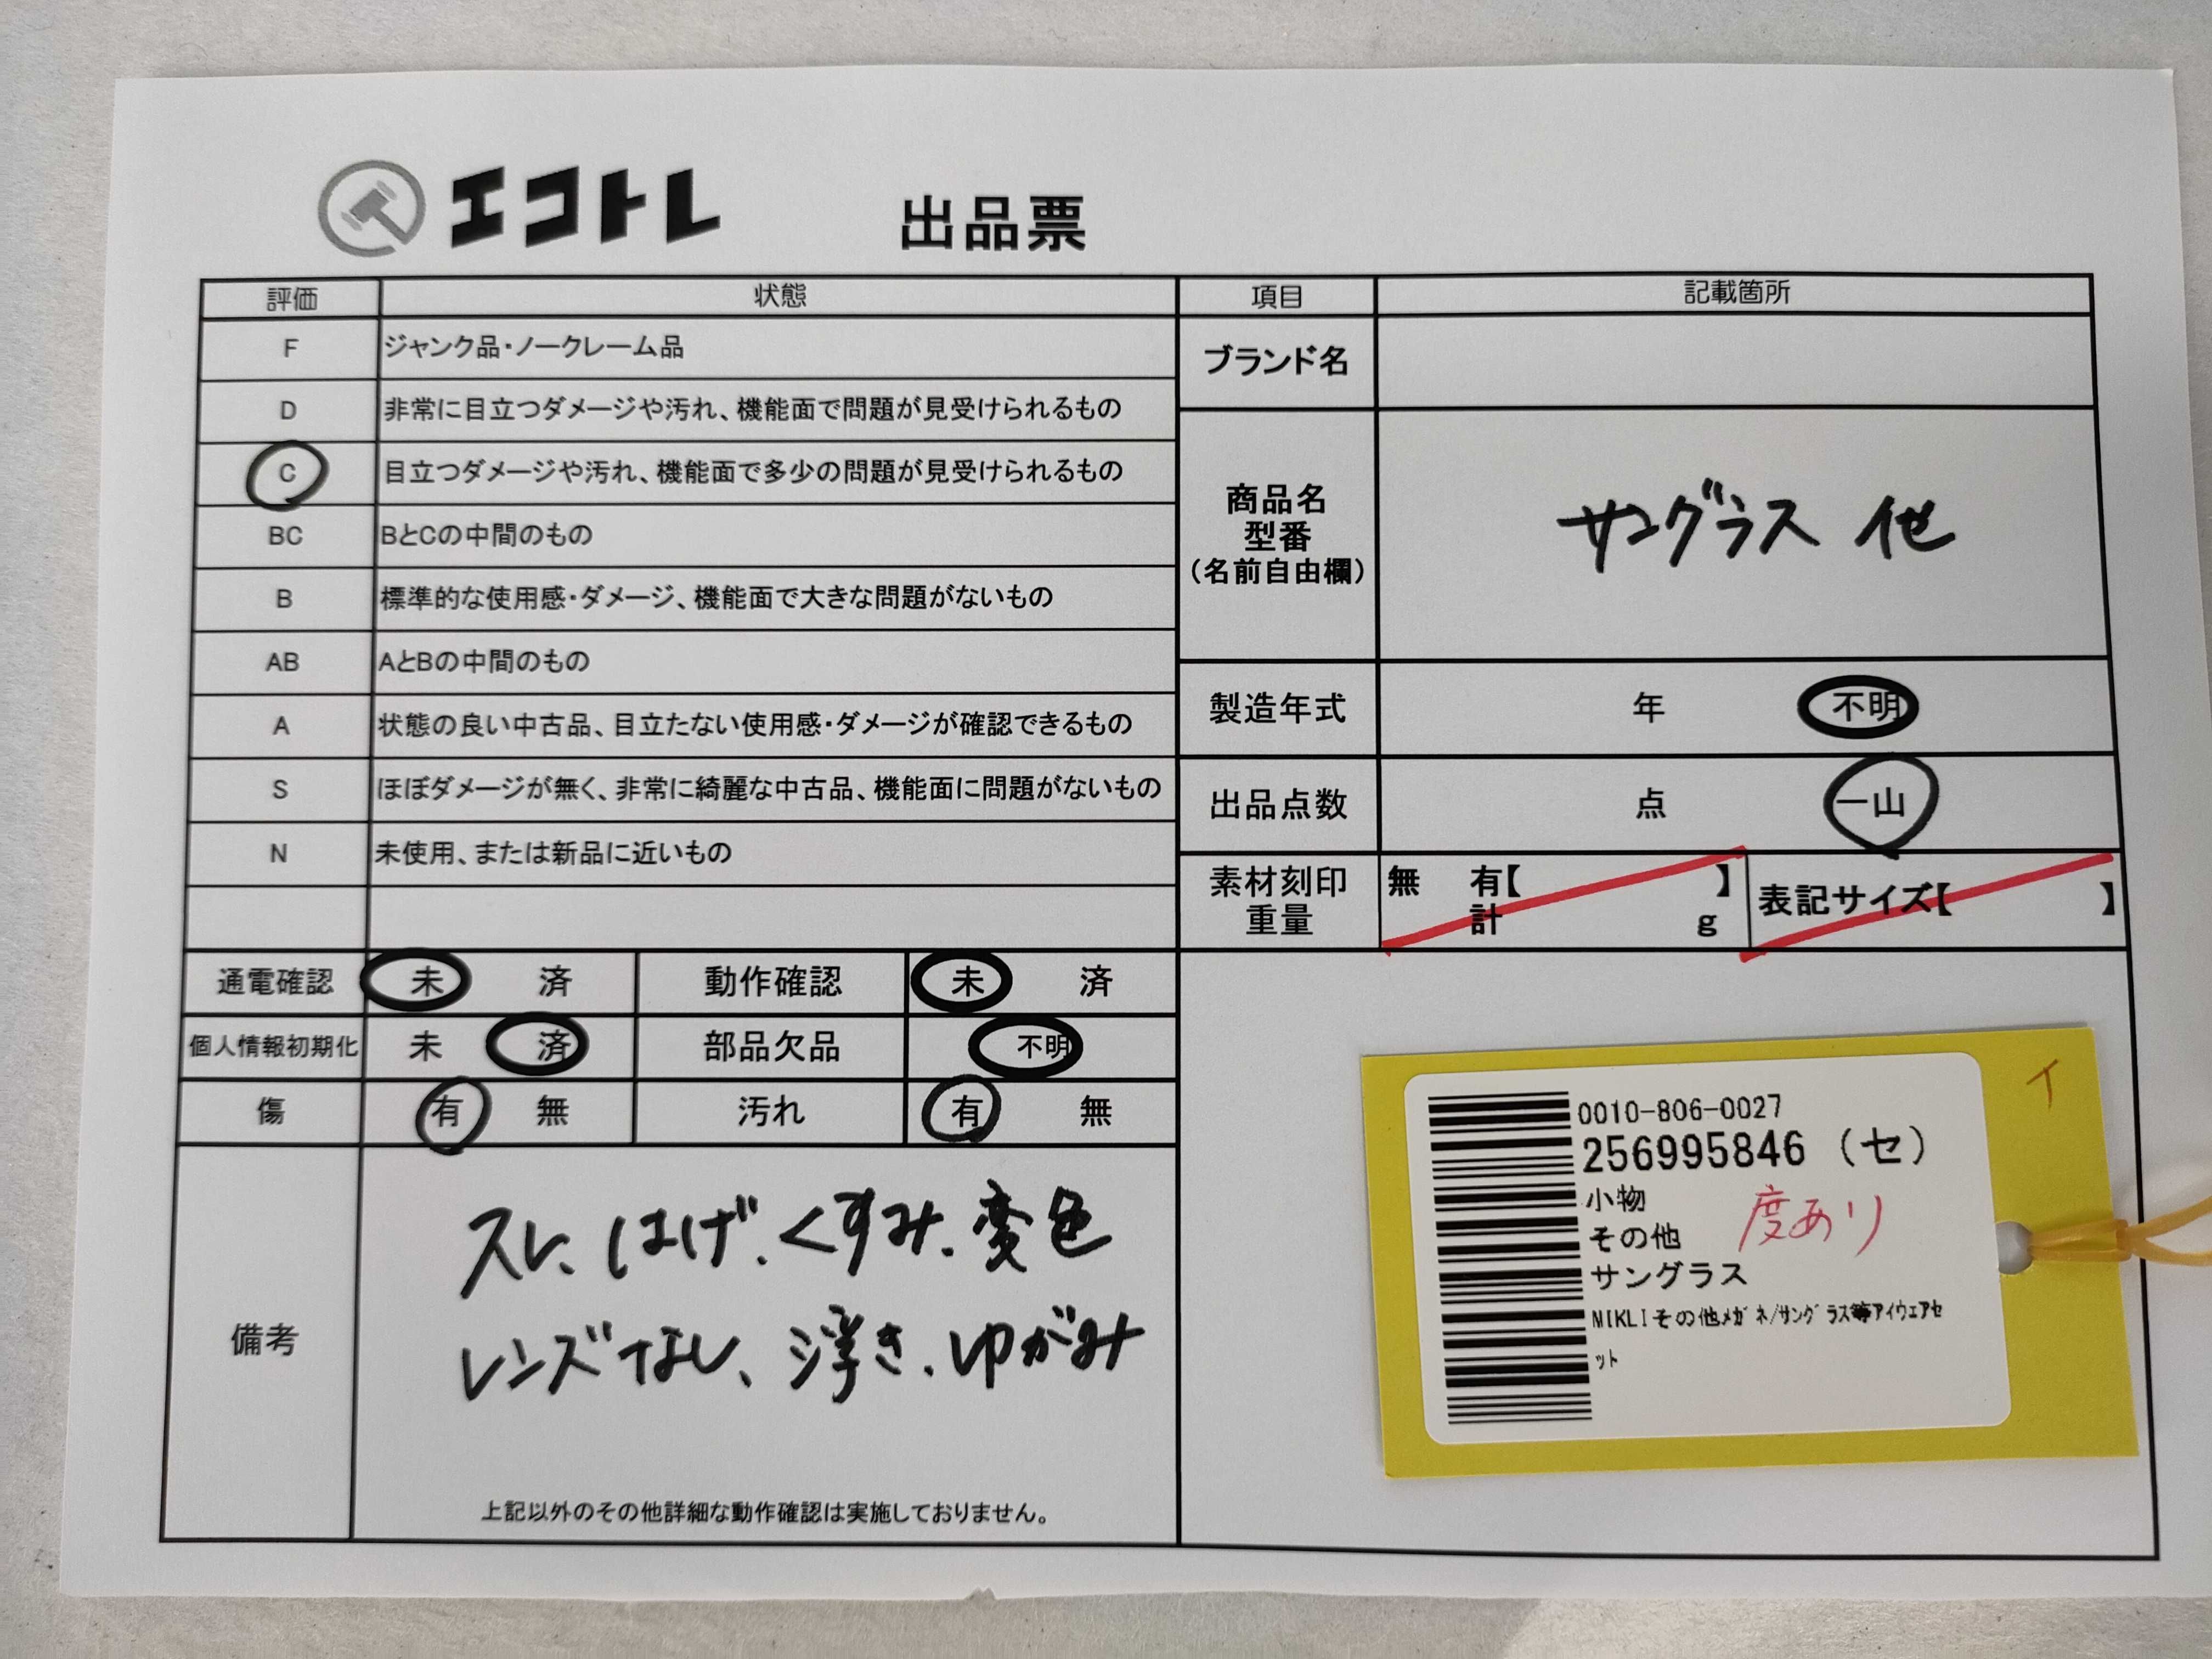 エコトレ 出品票
評価 状態
F ジャンク品・ノークレーム品
D 非常に目立つダメージや汚れ、機能面で問題が見受けられるもの
C 目立つダメージや汚れ、機能面で多少の問題が見受けられるもの
BC BとCの中間のもの
B 標準的な使用感・ダメージ、機能面で大きな問題がないもの
AB AとBの中間のもの
A 状態の良い中古品、目立たない使用感・ダメージが確認できるもの
S ほぼダメージが無く、非常に綺麗な中古品、機能面に問題がないもの
N 未使用、または新品に近いもの
項目 記載箇所
ブランド名
商品名
型番
(名前自由欄)
サングラス 他
製造年式 年 不明
出品点数 点 一山
素材刻印
重量
無 有【 】
計 g
表記サイズ【 】
通電確認 未 済 動作確認 未 済
個人情報初期化 未 済 部品欠品 不明
傷 有 無 汚れ 有 無
備考
スレ、はげ、くすみ、変色
レンズなし、浮き、ゆがみ
上記以外のその他詳細な動作確認は実施しておりません。
イ
0010-806-0027
256995846 (セ)
小物
その他 度あり
サングラス
MIKLIその他ﾒｶﾞﾈ/ｻﾝｸﾞﾗｽ等ｱｲｳｪｱｾ
ｯﾄ